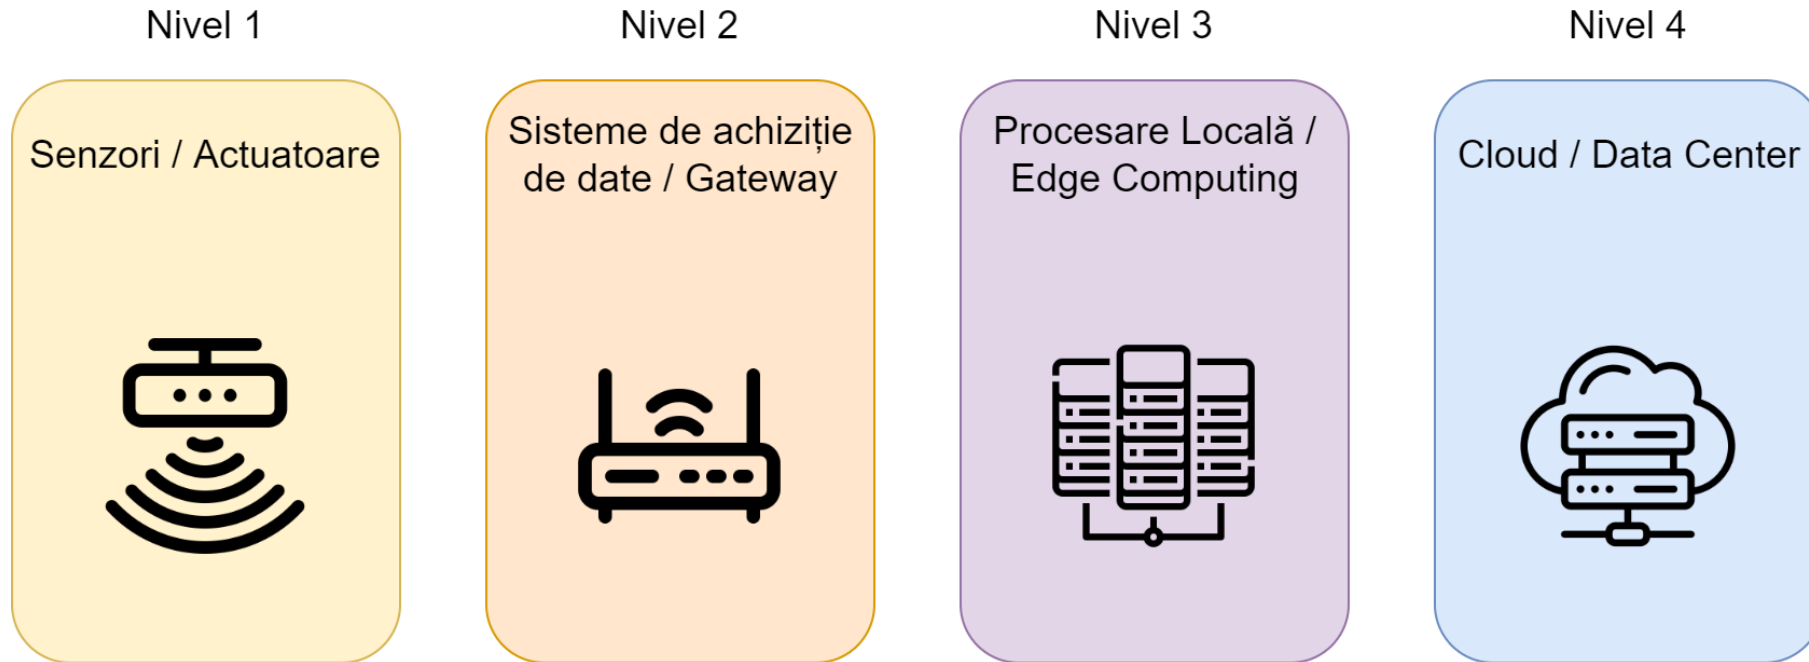 Nivel 1
Senzori / Actuatoare
Nivel 2
Sisteme de achiziție
de date / Gateway
Nivel 3
Procesare Locală /
Edge Computing
Nivel 4
Cloud / Data Center